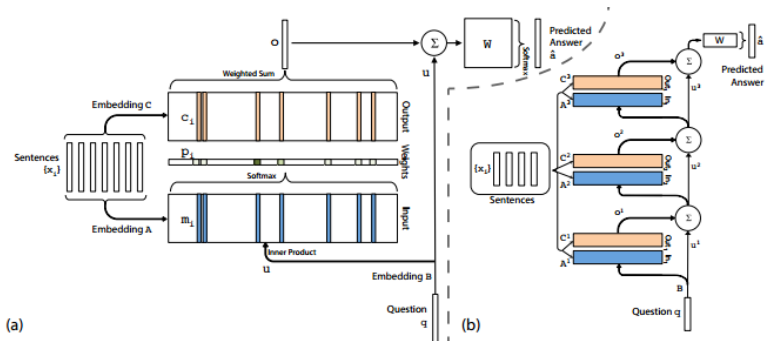 o
Σ
W
Softmax
Predicted
Answer
â
u
Weighted Sum
Embedding C
c_i
Output
Sentences
{x_i}
p_i
Weights
Softmax
Embedding A
m_i
Input
Inner Product
u
Embedding B
Question
q
(a)
Σ
W
â
Predicted
Answer
o³
C³
A³
Out₃
In₃
u³
Σ
{x_i}
Sentences
o²
C²
A²
Out₂
In₂
u²
Σ
o¹
C¹
A¹
Out₁
In₁
u¹
B
Question q
(b)